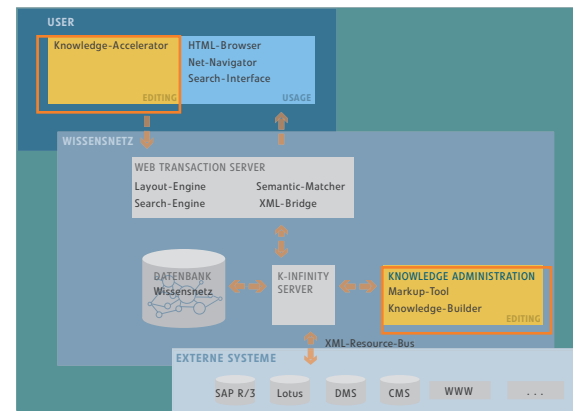 USER
Knowledge-Accelerator
EDITING
HTML-Browser
Net-Navigator
Search-Interface
USAGE
WISSENSNETZ
WEB TRANSACTION SERVER
Layout-Engine Semantic-Matcher
Search-Engine XML-Bridge
DATENBANK
Wissensnetz
K-INFINITY
SERVER
KNOWLEDGE ADMINISTRATION
Markup-Tool
Knowledge-Builder
EDITING
XML-Resource-Bus
EXTERNE SYSTEME
SAP R/3 Lotus DMS CMS WWW . . .